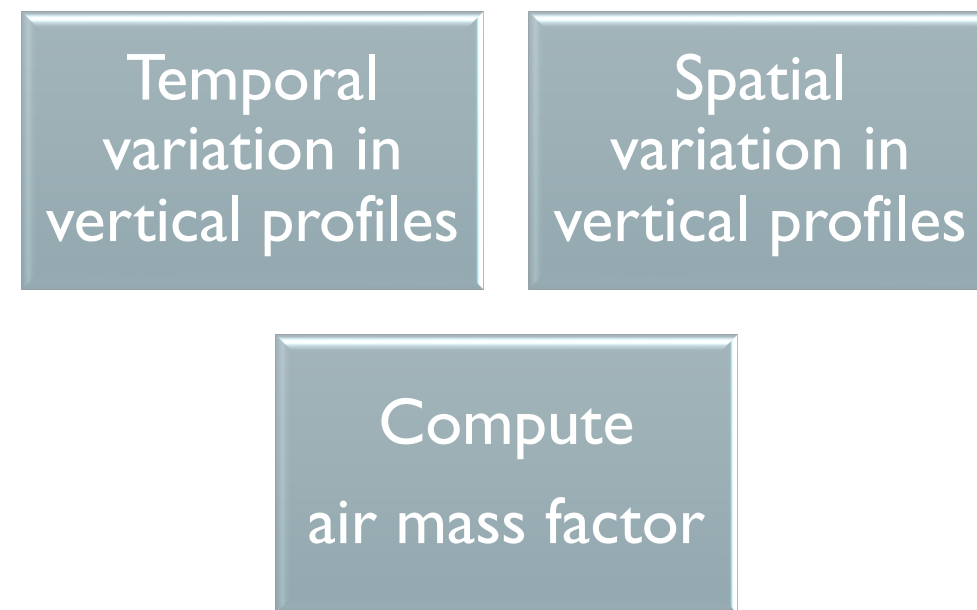 Temporal
variation in
vertical profiles
Spatial
variation in
vertical profiles
Compute
air mass factor